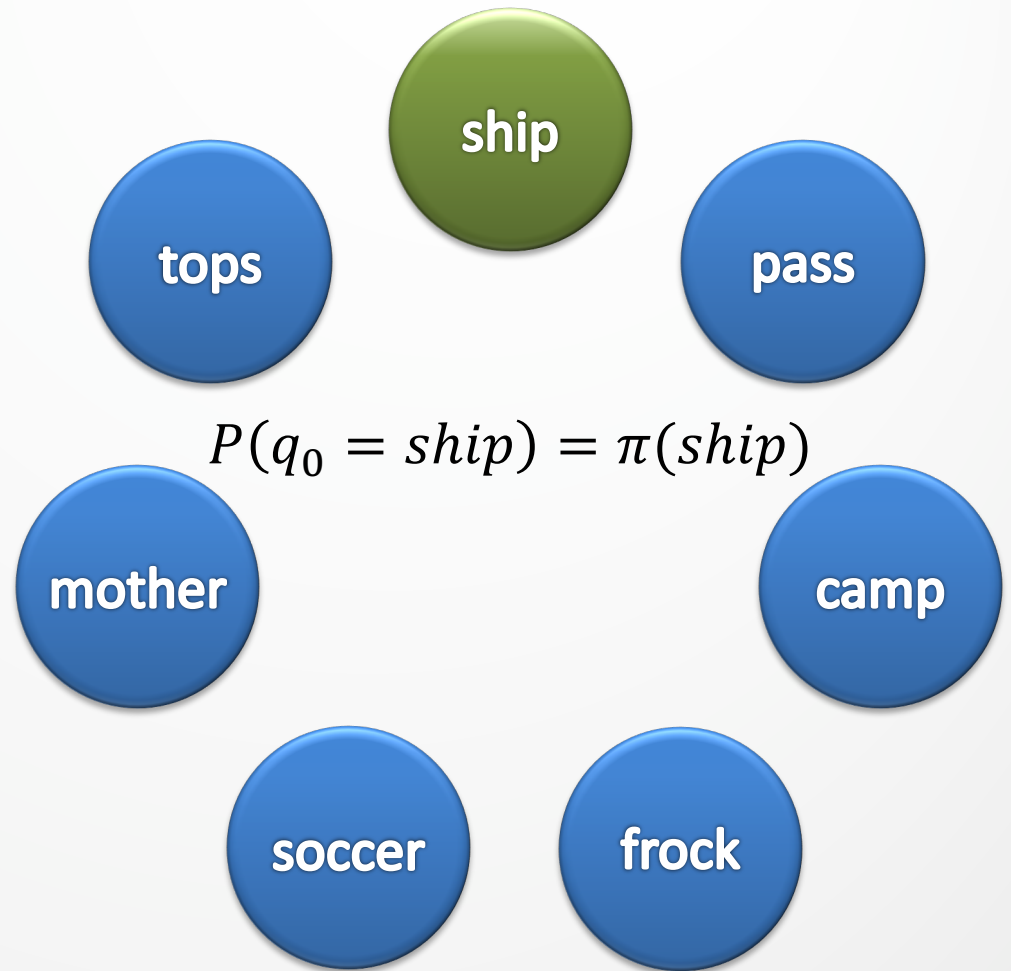 ship
tops
pass
P(q₀ = ship) = π(ship)
mother
camp
soccer
frock